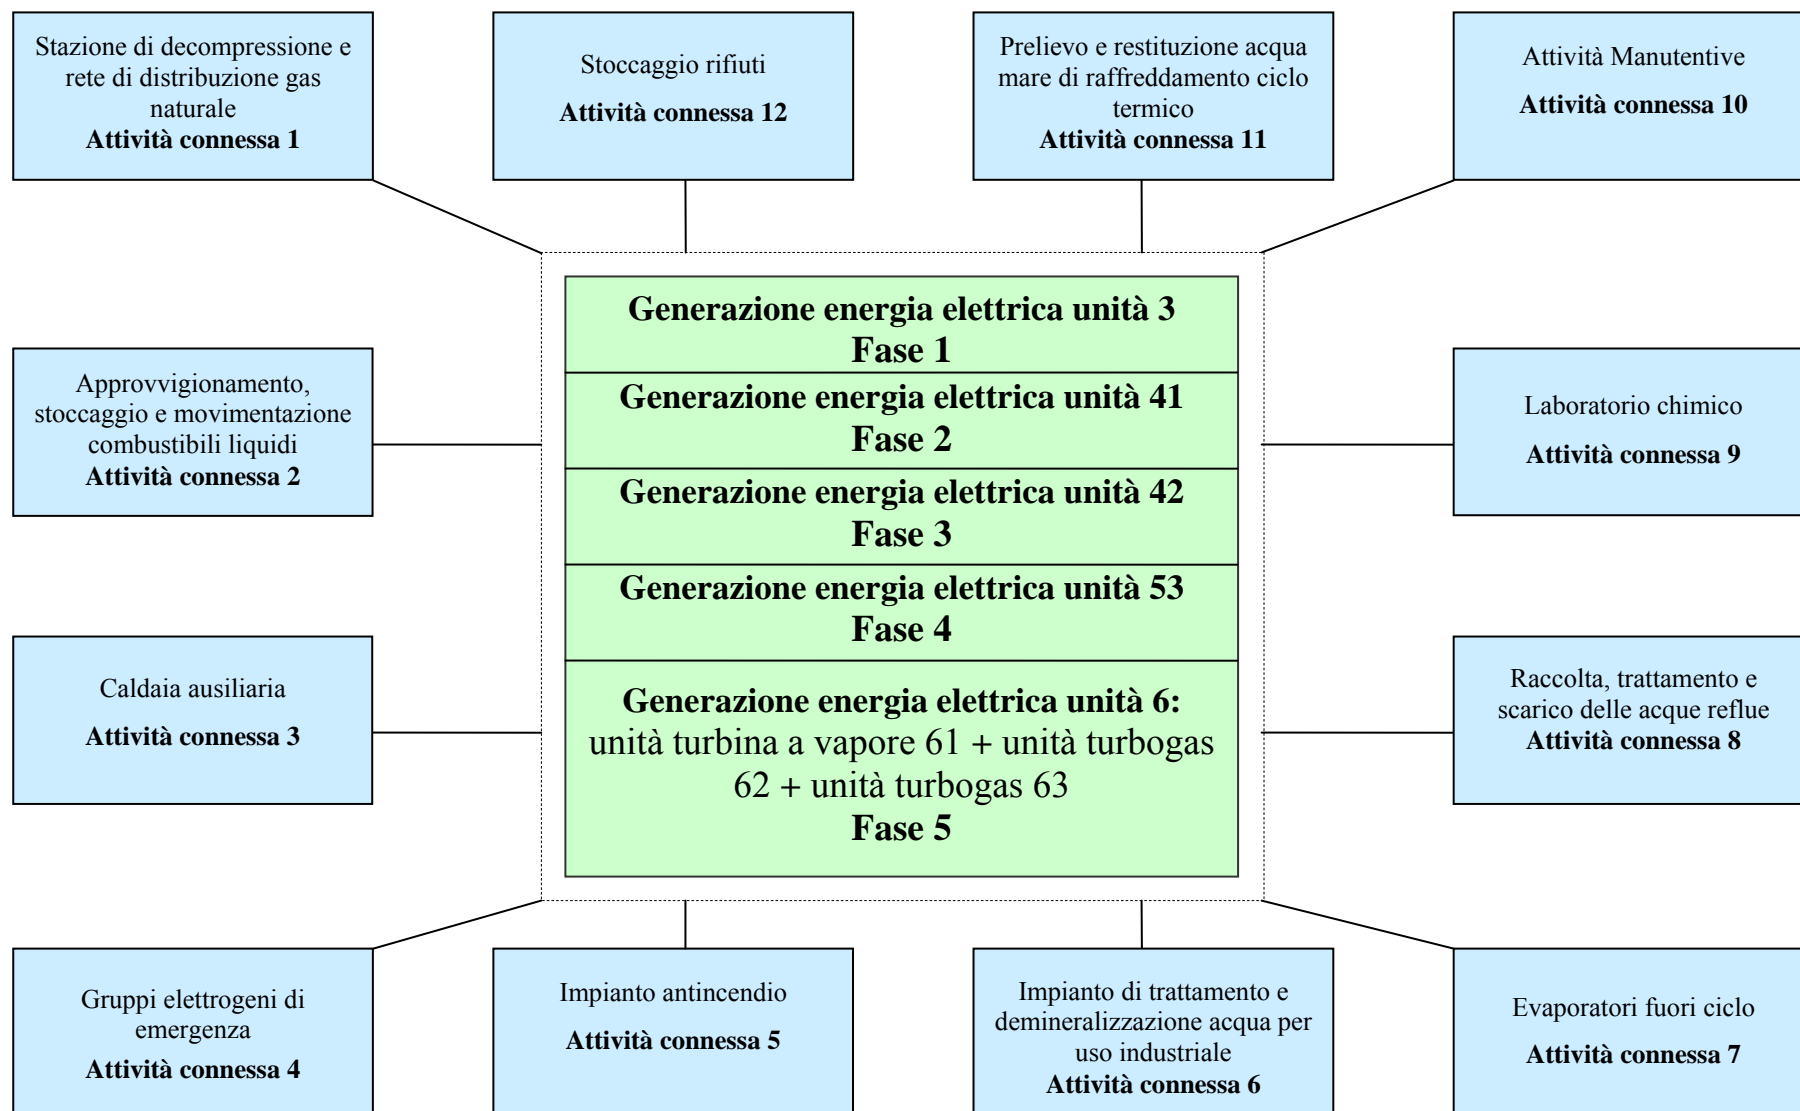 Stazione di decompressione e
rete di distribuzione gas
naturale
Attività connessa 1
Stoccaggio rifiuti
Attività connessa 12
Prelievo e restituzione acqua
mare di raffreddamento ciclo
termico
Attività connessa 11
Attività Manutentive
Attività connessa 10
Generazione energia elettrica unità 3
Fase 1
Generazione energia elettrica unità 41
Fase 2
Generazione energia elettrica unità 42
Fase 3
Generazione energia elettrica unità 53
Fase 4
Generazione energia elettrica unità 6:
unità turbina a vapore 61 + unità turbogas
62 + unità turbogas 63
Fase 5
Approvvigionamento,
stoccaggio e movimentazione
combustibili liquidi
Attività connessa 2
Laboratorio chimico
Attività connessa 9
Caldaia ausiliaria
Attività connessa 3
Raccolta, trattamento e
scarico delle acque reflue
Attività connessa 8
Gruppi elettrogeni di
emergenza
Attività connessa 4
Impianto antincendio
Attività connessa 5
Impianto di trattamento e
demineralizzazione acqua per
uso industriale
Attività connessa 6
Evaporatori fuori ciclo
Attività connessa 7